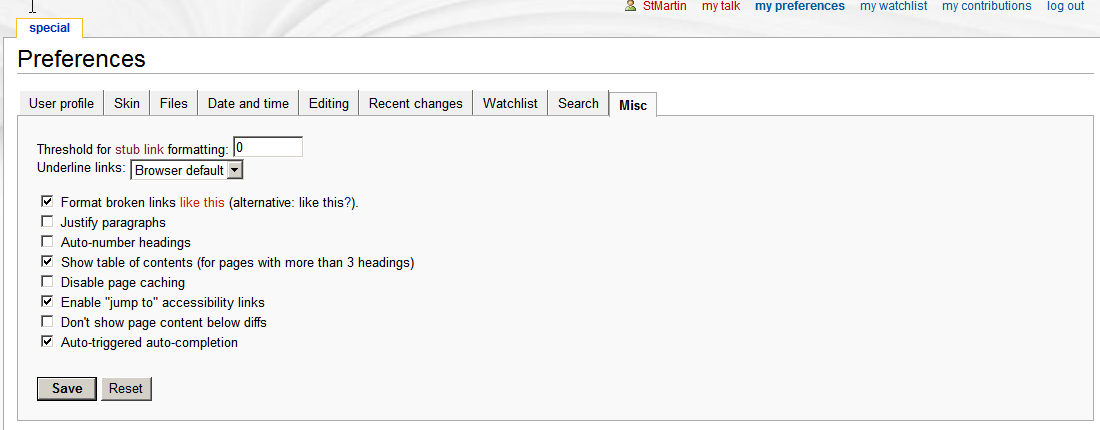 StMartin my talk my preferences my watchlist my contributions log out
special
Preferences
User profile Skin Files Date and time Editing Recent changes Watchlist Search Misc
Threshold for stub link formatting: 0
Underline links: Browser default
Format broken links like this (alternative: like this?).
Justify paragraphs
Auto-number headings
Show table of contents (for pages with more than 3 headings)
Disable page caching
Enable "jump to" accessibility links
Don't show page content below diffs
Auto-triggered auto-completion
Save Reset